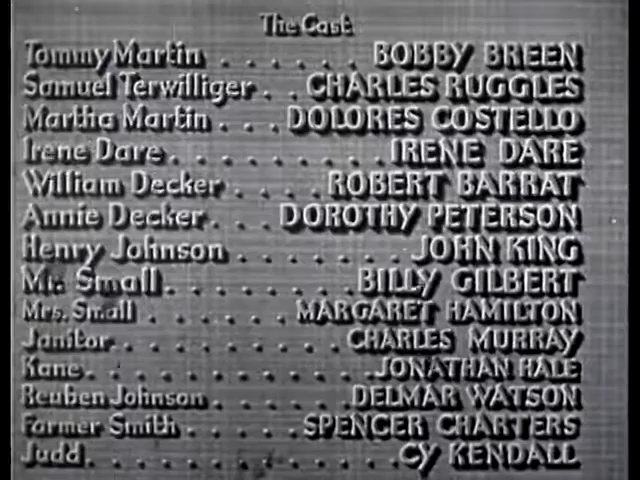 The Cast
Tommy Martin . . . . . . BOBBY BREEN
Samuel Terwilliger . . CHARLES RUGGLES
Martha Martin . . . DOLORES COSTELLO
Irene Dare . . . . . . . . . IRENE DARE
William Decker . . . . ROBERT BARRAT
Annie Decker . . . DOROTHY PETERSON
Henry Johnson . . . . . . . JOHN KING
Mr. Small . . . . . . . . BILLY GILBERT
Mrs. Small . . . . . . MARGARET HAMILTON
Janitor . . . . . . . . . CHARLES MURRAY
Kane . . . . . . . . . . . JONATHAN HALE
Reuben Johnson . . . . . DELMAR WATSON
Farmer Smith . . . . . SPENCER CHARTERS
Judd . . . . . . . . . . . . CY KENDALL